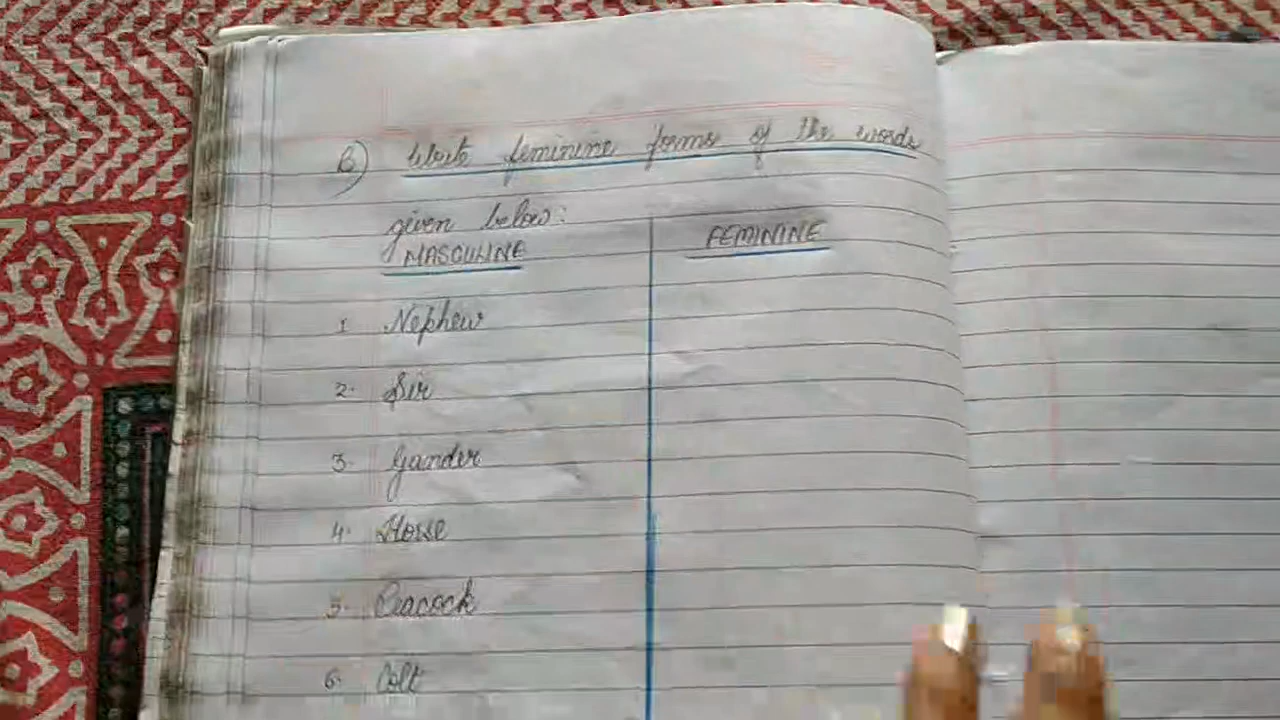 B) Write feminine forms of the words
given below:
MASCULINE FEMININE
1. Nephew
2. Sir
3. Gander
4. Horse
5. Peacock
6. Colt